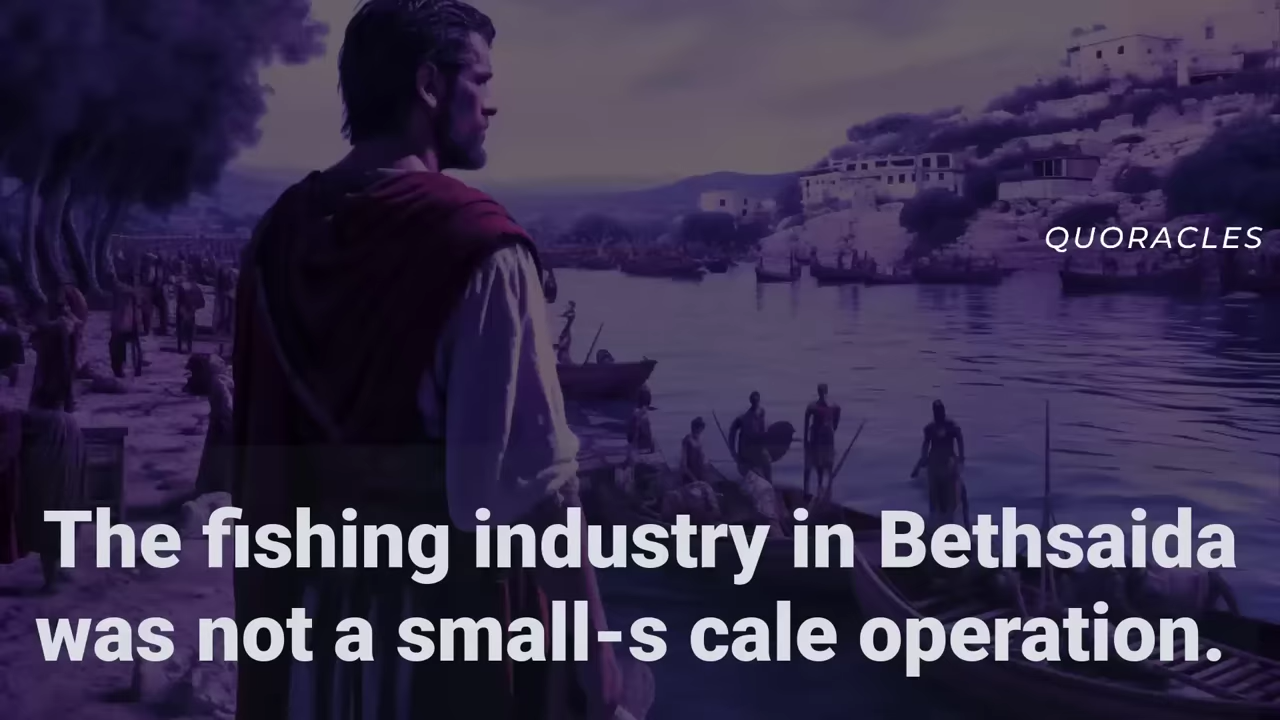 QUORACLES
The fishing industry in Bethsaida
was not a small-s cale operation.